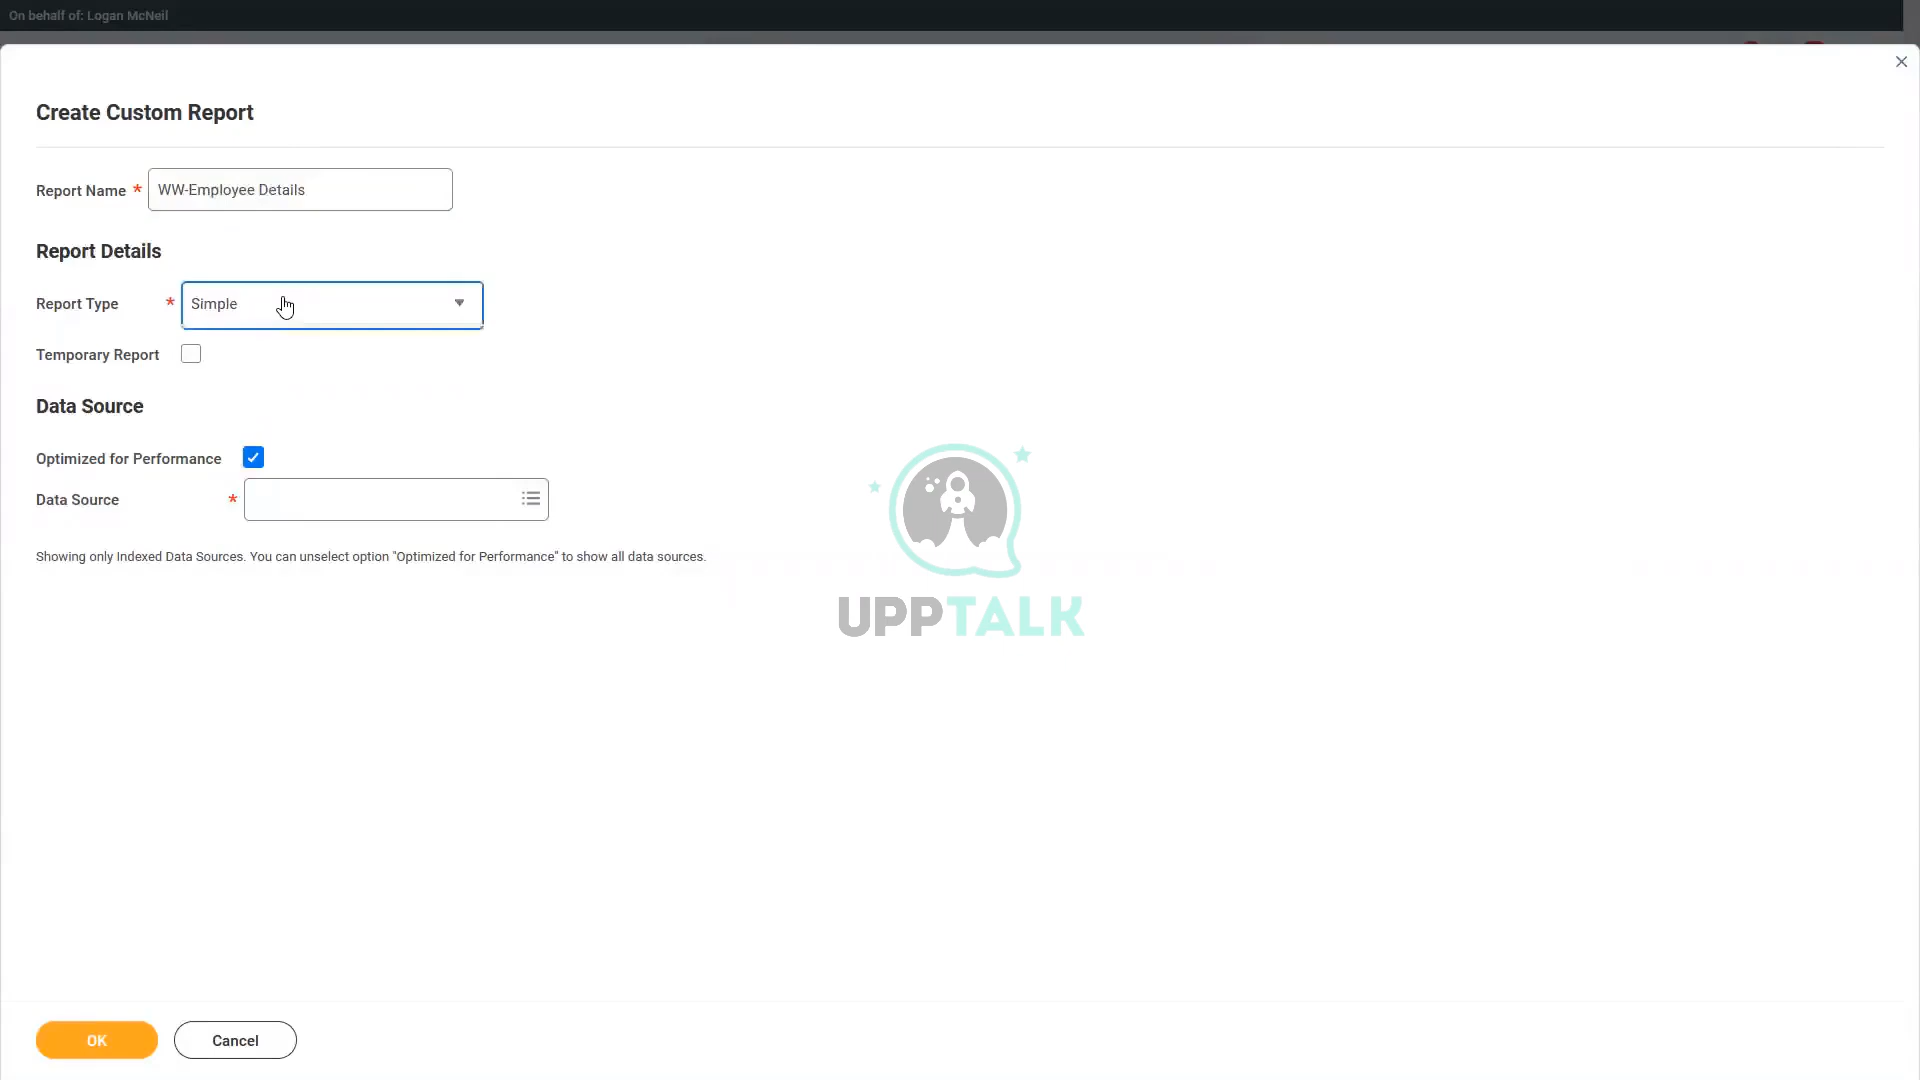 On behalf of: Logan McNeil
Create Custom Report
Report Name * WW-Employee Details
Report Details
Report Type * Simple
Temporary Report
Data Source
Optimized for Performance
Data Source *
Showing only Indexed Data Sources. You can unselect option "Optimized for Performance" to show all data sources.
UPPTALK
OK Cancel